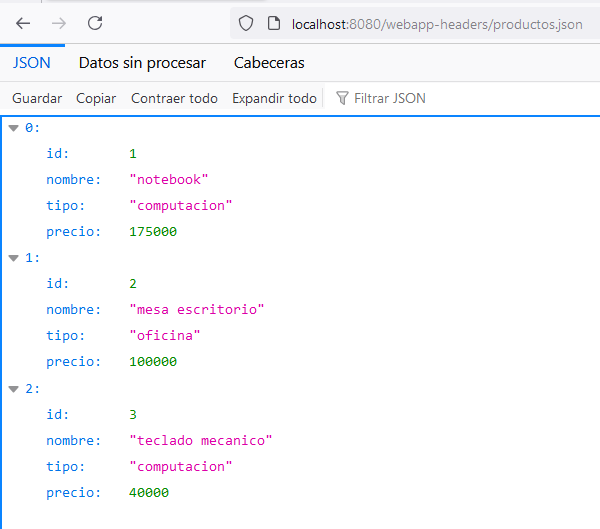 localhost:8080/webapp-headers/productos.json
JSON Datos sin procesar Cabeceras
Guardar Copiar Contraer todo Expandir todo Filtrar JSON
0:
id: 1
nombre: "notebook"
tipo: "computacion"
precio: 175000
1:
id: 2
nombre: "mesa escritorio"
tipo: "oficina"
precio: 100000
2:
id: 3
nombre: "teclado mecanico"
tipo: "computacion"
precio: 40000